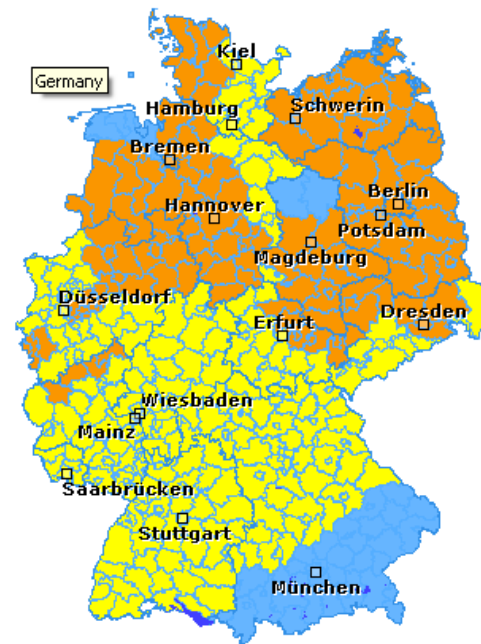 Kiel
Germany
Hamburg
Schwerin
Bremen
Berlin
Hannover
Potsdam
Magdeburg
Düsseldorf
Erfurt
Dresden
Wiesbaden
Mainz
Saarbrücken
Stuttgart
München